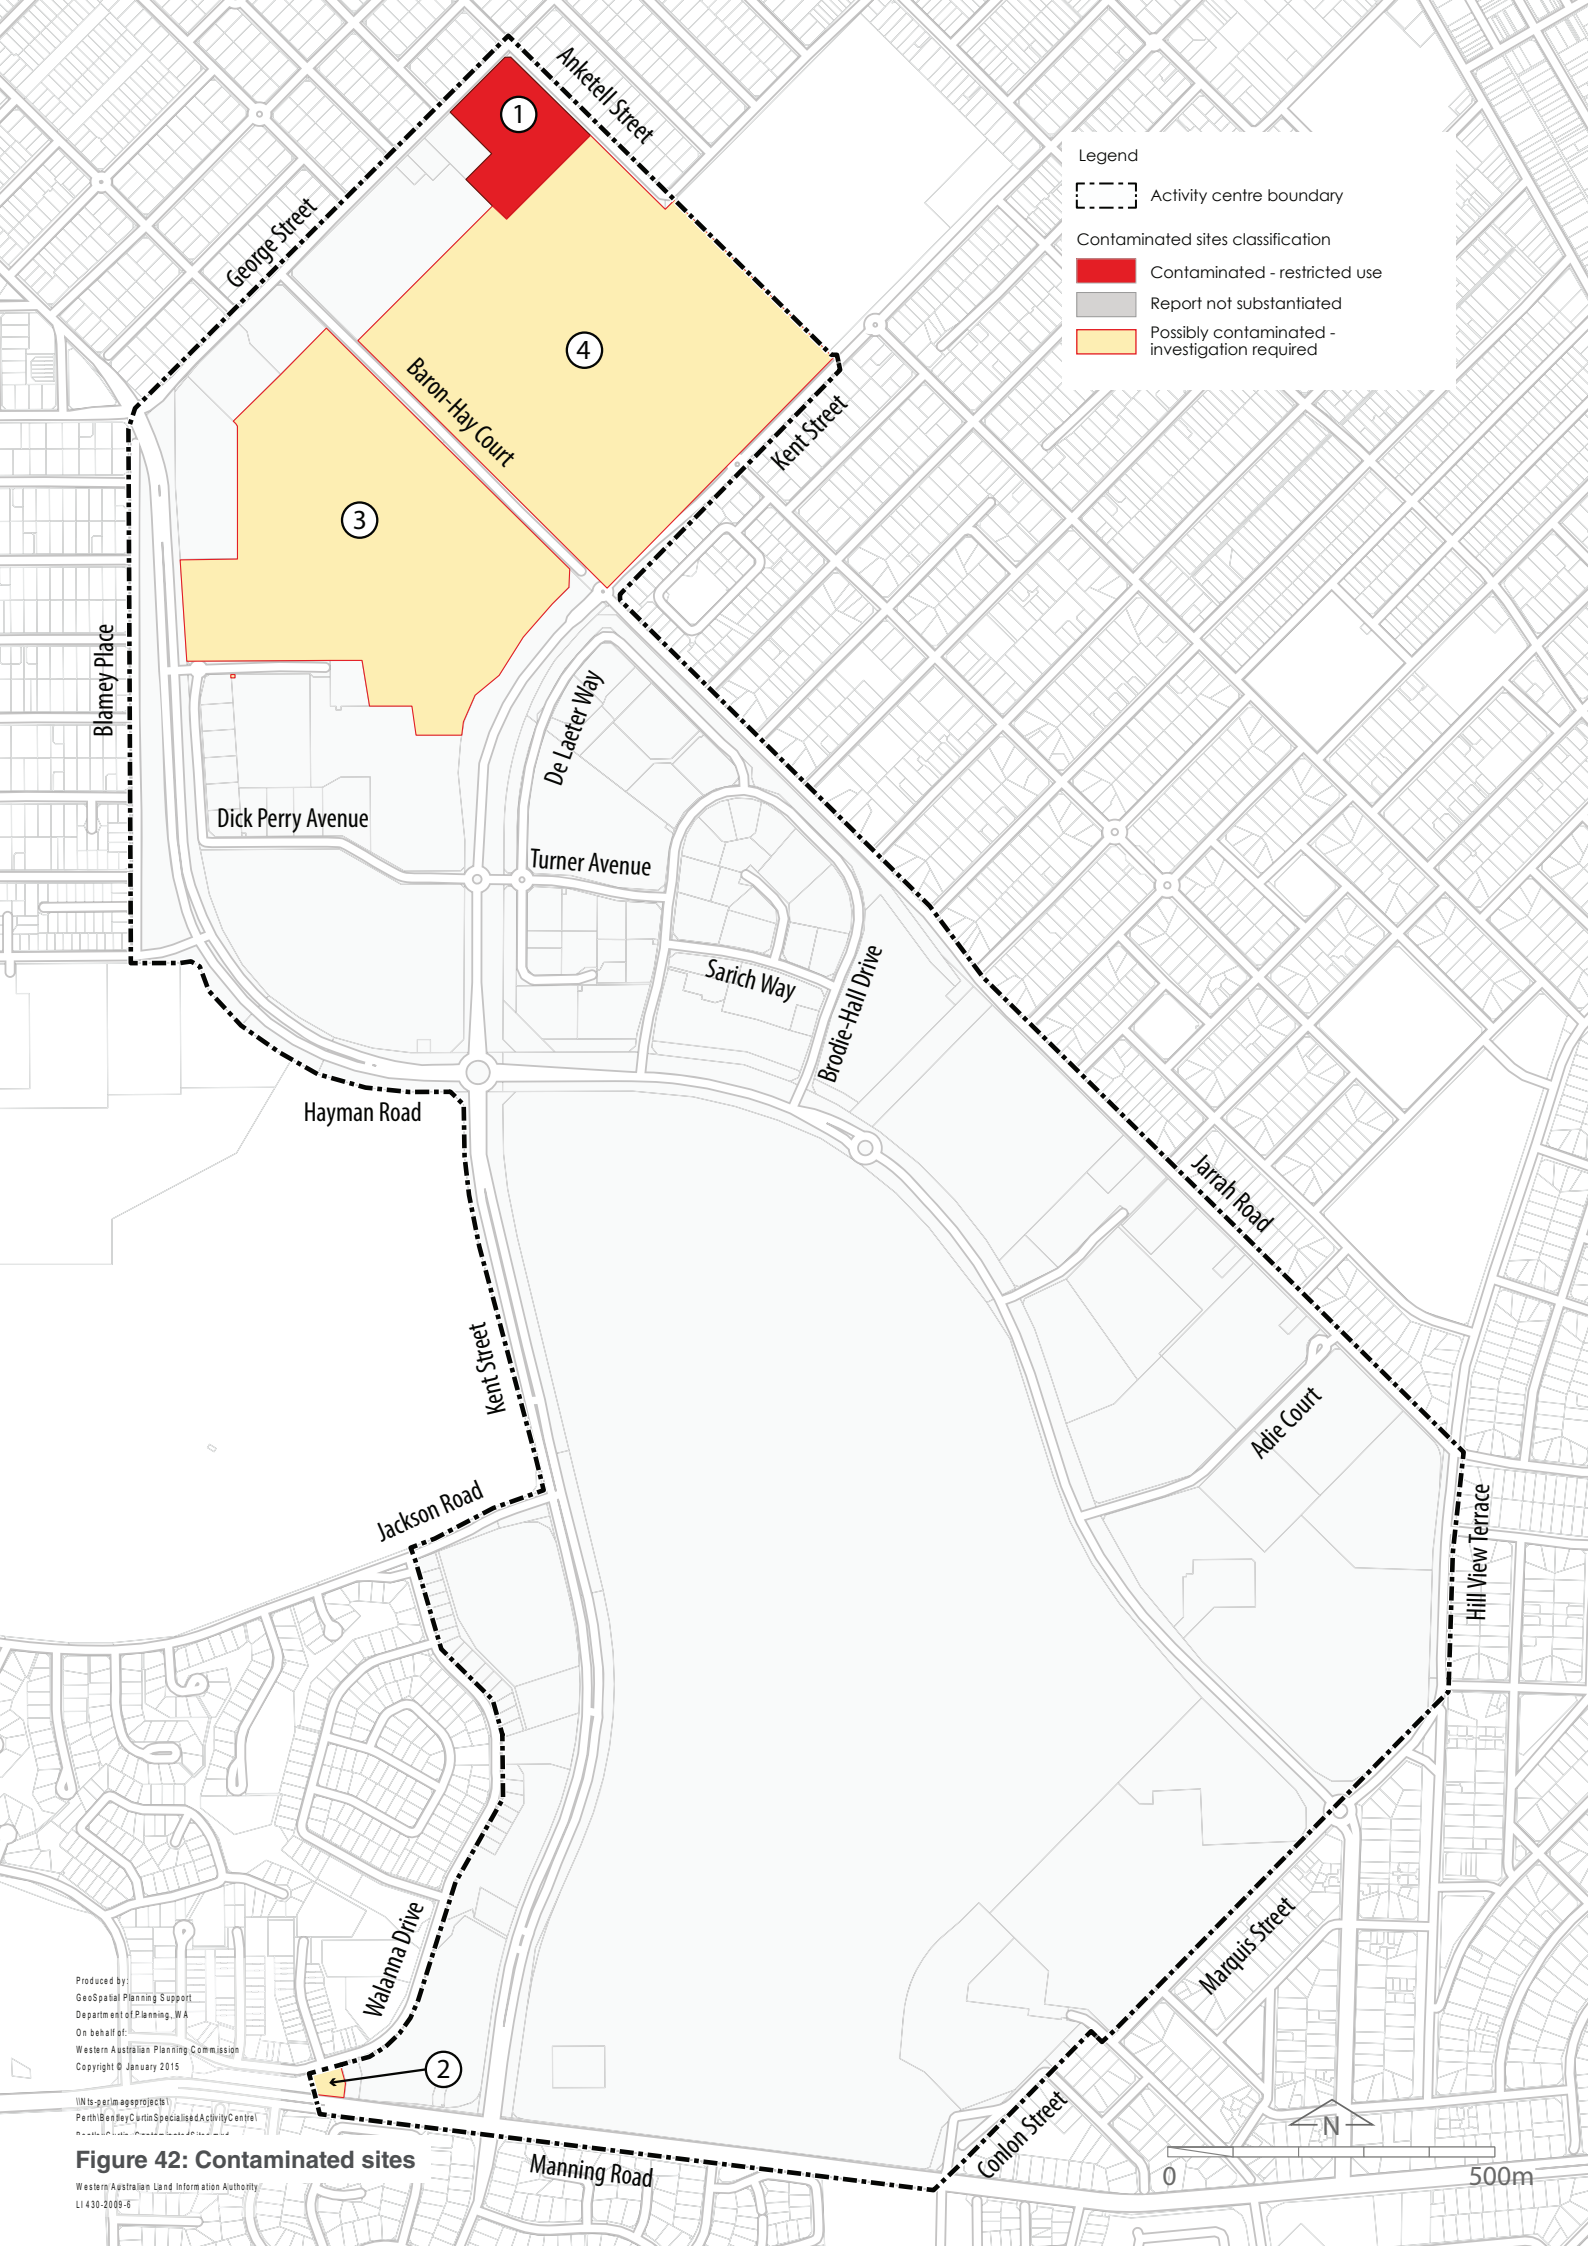 Anketell Street
1
Legend
Activity centre boundary
Contaminated sites classification
Contaminated - restricted use
Report not substantiated
Possibly contaminated -
investigation required
George Street
4
Baron-Hay Court
Kent Street
3
Blamey Place
De Laeter Way
Dick Perry Avenue
Turner Avenue
Sarich Way
Brodie-Hall Drive
Hayman Road
Jarrah Road
Kent Street
Adie Court
Jackson Road
Hill View Terrace
Walanna Drive
Marquis Street
2
Conlon Street
Manning Road
N
0
500m
Produced by:
GeoSpatial Planning Support
Department of Planning, WA
On behalf of:
Western Australian Planning Commission
Copyright © January 2015
\\Nts-per\magsprojects\
Perth\BentleyCurtinSpecialisedActivityCentre\
Figure 42: Contaminated sites
Western Australian Land Information Authority
LI 430-2009-6